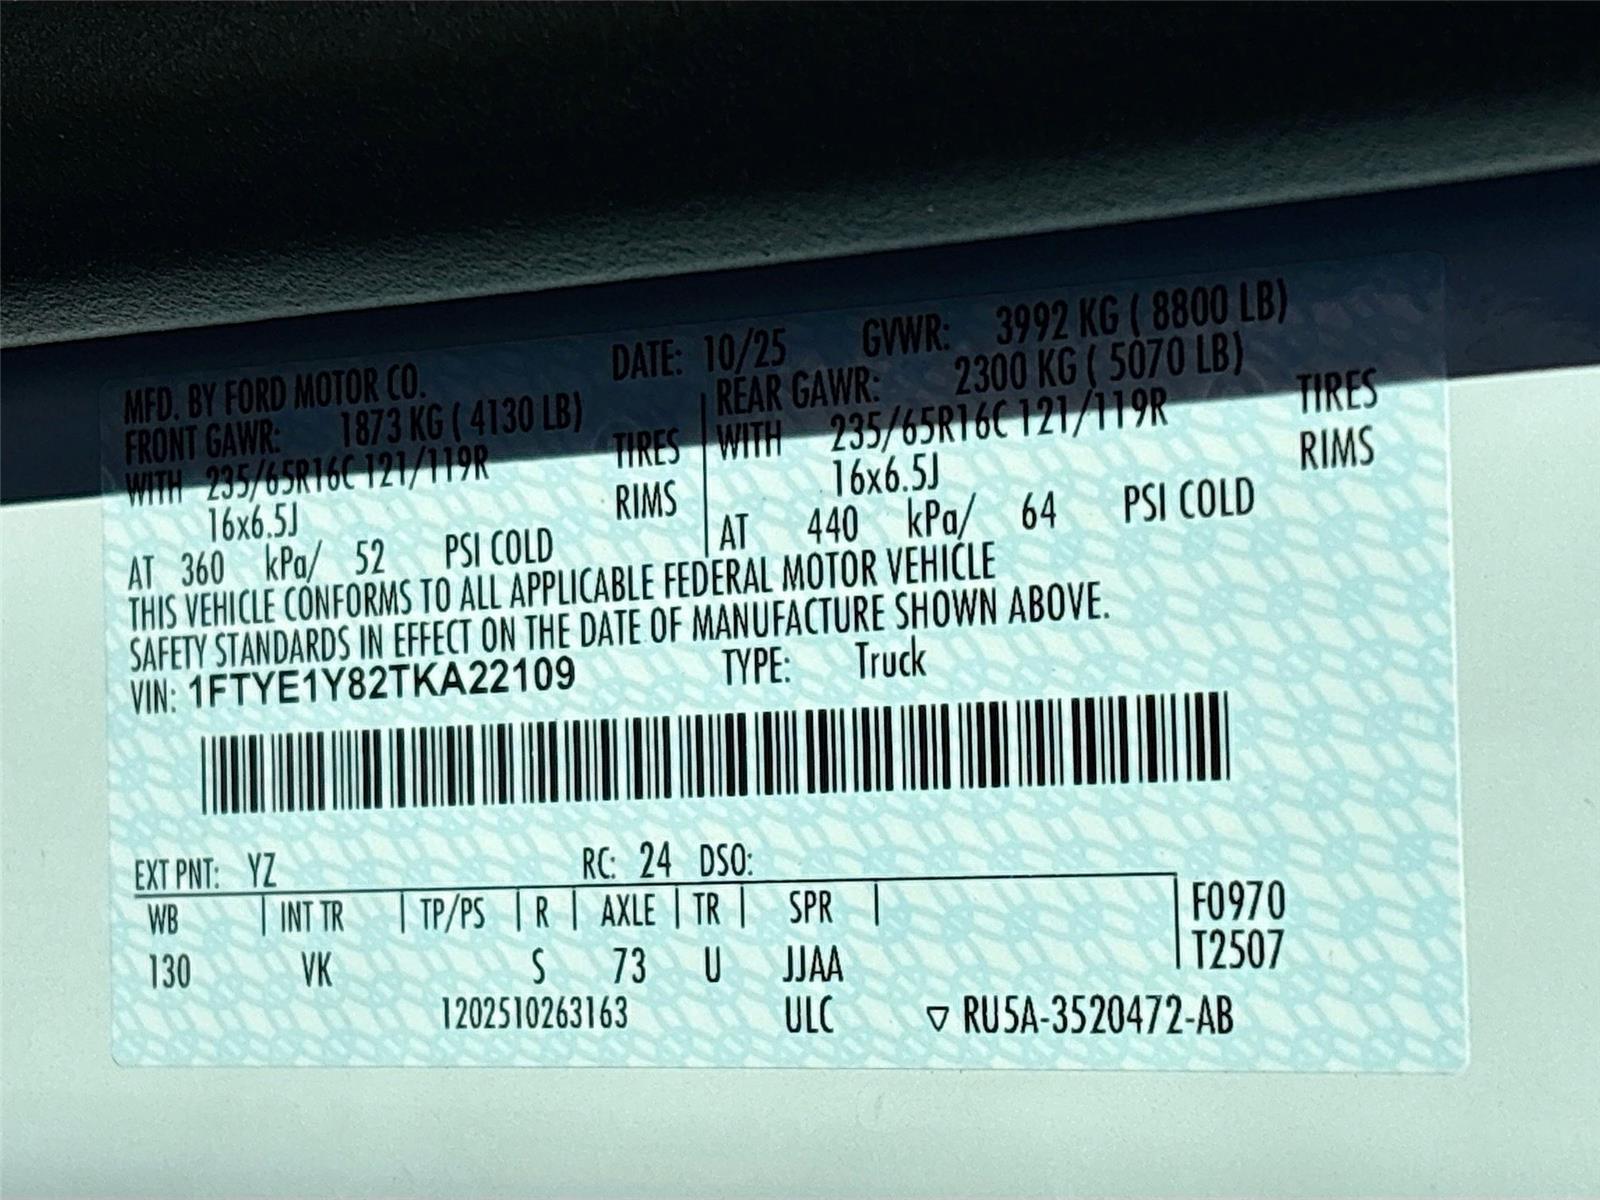 MFD. BY FORD MOTOR CO. DATE: 10/25 GVWR: 3992 KG ( 8800 LB)
FRONT GAWR: 1873 KG ( 4130 LB) REAR GAWR: 2300 KG ( 5070 LB)
WITH 235/65R16C 121/119R TIRES WITH 235/65R16C 121/119R TIRES
16x6.5J RIMS 16x6.5J RIMS
AT 360 kPa/ 52 PSI COLD AT 440 kPa/ 64 PSI COLD
THIS VEHICLE CONFORMS TO ALL APPLICABLE FEDERAL MOTOR VEHICLE
SAFETY STANDARDS IN EFFECT ON THE DATE OF MANUFACTURE SHOWN ABOVE.
VIN: 1FTYE1Y82TKA22109 TYPE: Truck
EXT PNT: YZ RC: 24 DSO:
WB INT TR TP/PS R AXLE TR SPR F0970
130 VK S 73 U JJAA T2507
1202510263163 ULC ▽ RU5A-3520472-AB